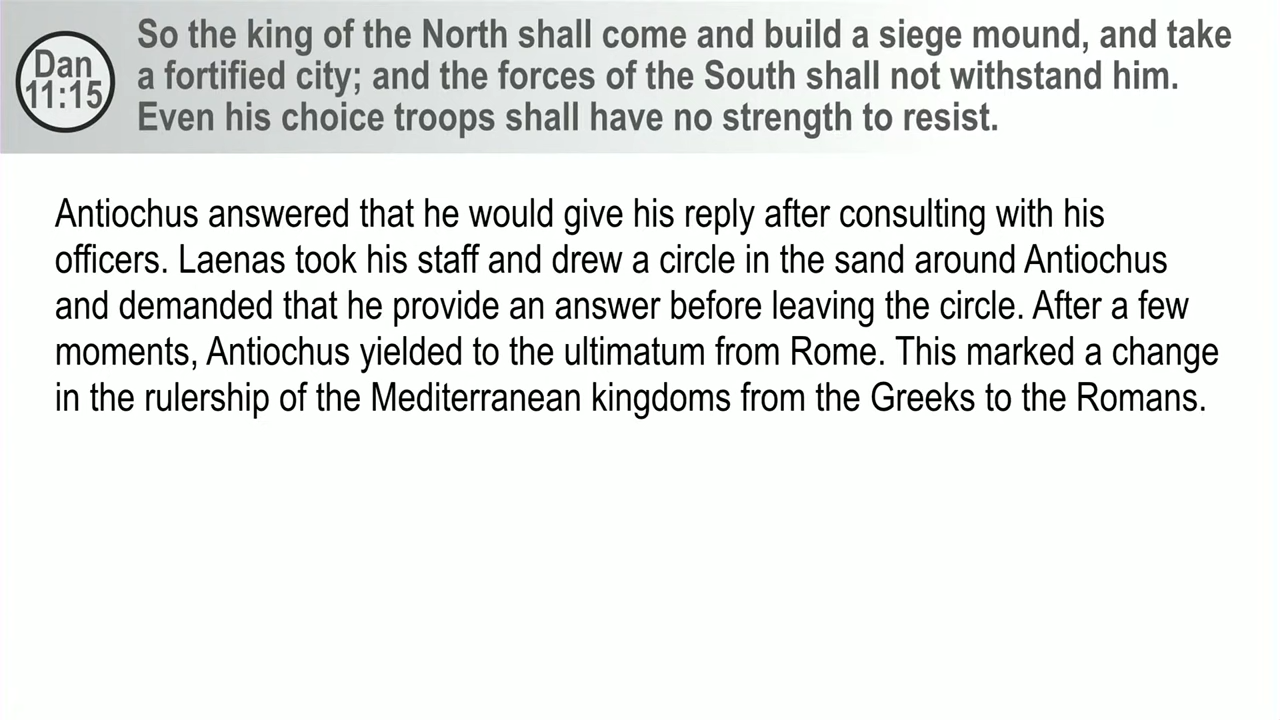 Dan
11:15
So the king of the North shall come and build a siege mound, and take
a fortified city; and the forces of the South shall not withstand him.
Even his choice troops shall have no strength to resist.
Antiochus answered that he would give his reply after consulting with his
officers. Laenas took his staff and drew a circle in the sand around Antiochus
and demanded that he provide an answer before leaving the circle. After a few
moments, Antiochus yielded to the ultimatum from Rome. This marked a change
in the rulership of the Mediterranean kingdoms from the Greeks to the Romans.